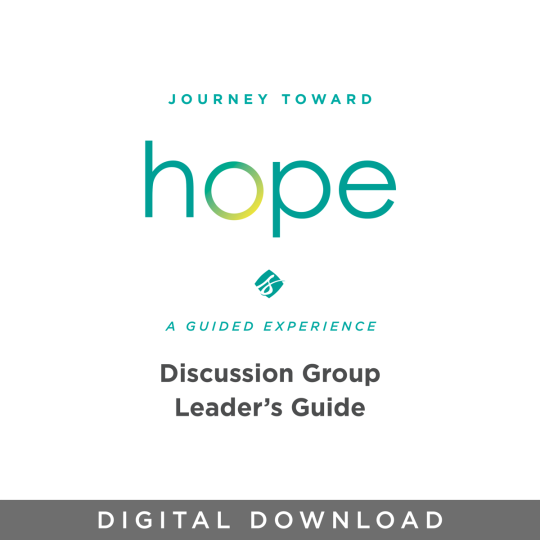 JOURNEY TOWARD
hope
A GUIDED EXPERIENCE
Discussion Group
Leader’s Guide
DIGITAL DOWNLOAD